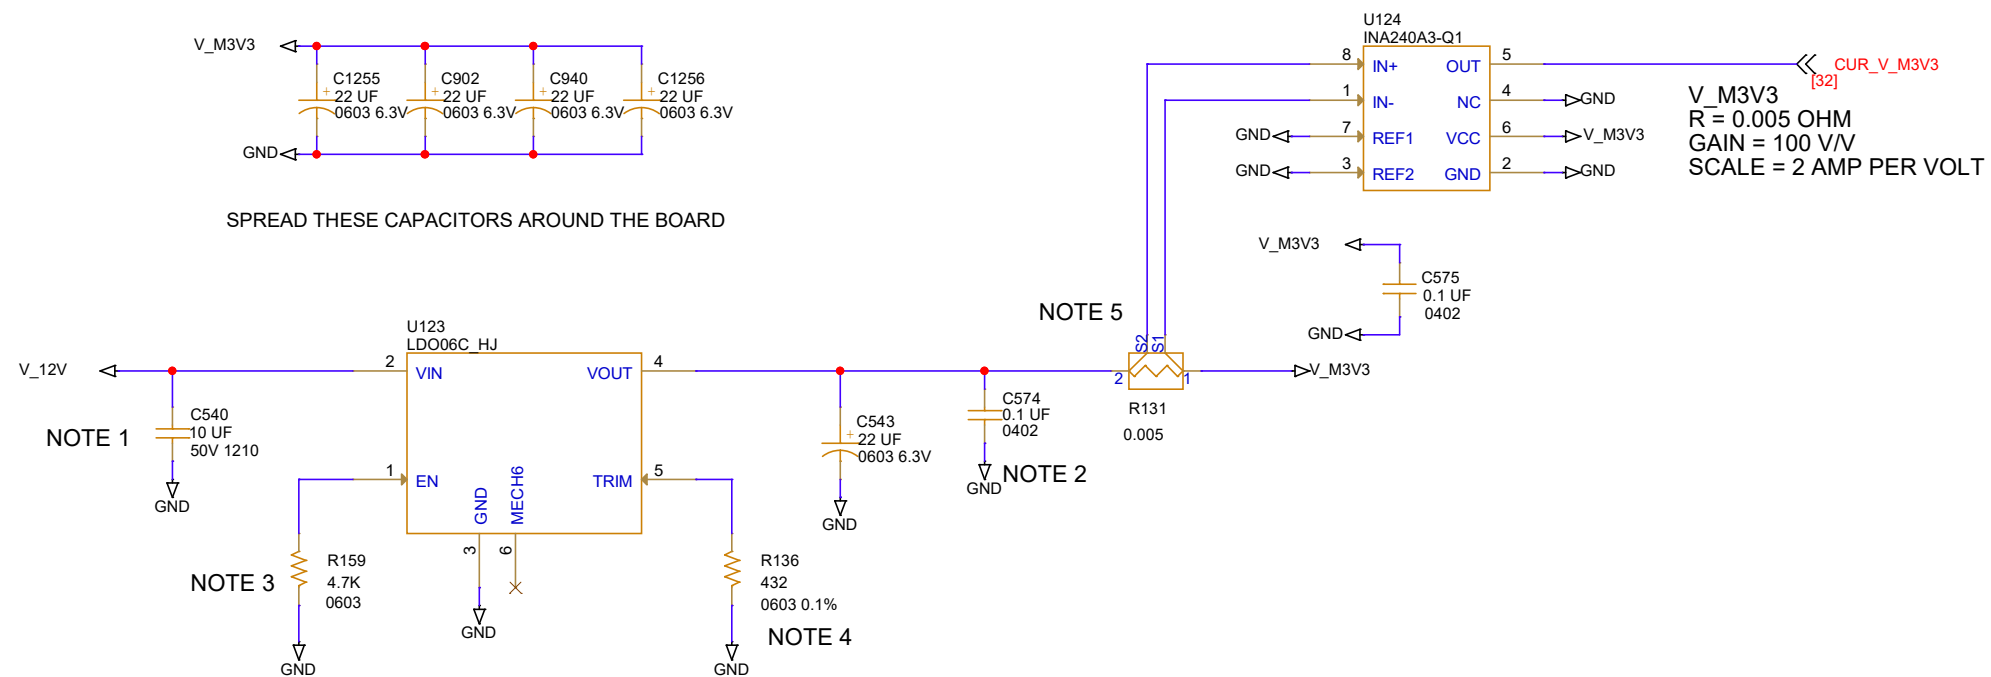 V_M3V3
C1255
22 UF
0603 6.3V
C902
22 UF
0603 6.3V
C940
22 UF
0603 6.3V
C1256
22 UF
0603 6.3V
GND
SPREAD THESE CAPACITORS AROUND THE BOARD
U124
INA240A3-Q1
8
IN+
OUT
5
CUR_V_M3V3
[32]
1
IN-
NC
4
GND
GND
7
REF1
VCC
6
V_M3V3
GND
3
REF2
GND
2
GND
V_M3V3
R = 0.005 OHM
GAIN = 100 V/V
SCALE = 2 AMP PER VOLT
V_M3V3
C575
0.1 UF
0402
GND
NOTE 5
S2
S1
2
1
V_M3V3
R131
0.005
U123
LDO06C_HJ
V_12V
2
VIN
VOUT
4
C540
10 UF
50V 1210
NOTE 1
GND
1
EN
GND
MECH6
TRIM
5
3
6
GND
R159
4.7K
0603
NOTE 3
GND
R136
432
0603 0.1%
NOTE 4
GND
C543
22 UF
0603 6.3V
GND
C574
0.1 UF
0402
GND
NOTE 2